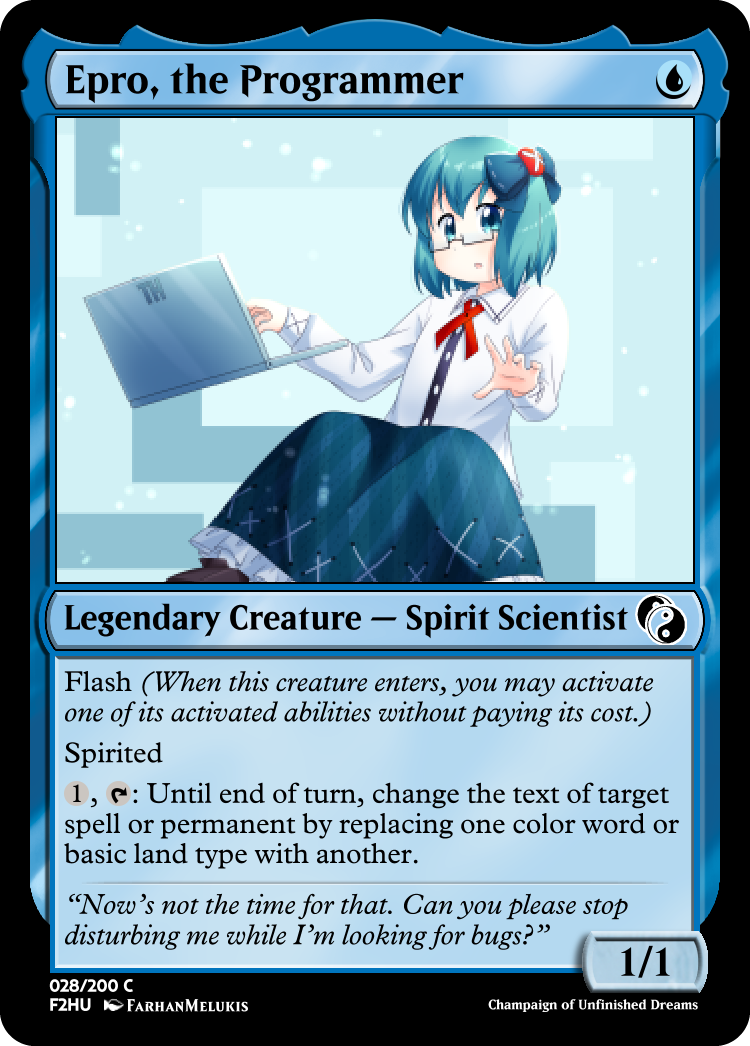 Epro, the Programmer
TH
Legendary Creature — Spirit Scientist
Flash (When this creature enters, you may activate
one of its activated abilities without paying its cost.)
Spirited
1, : Until end of turn, change the text of target
spell or permanent by replacing one color word or
basic land type with another.
“Now’s not the time for that. Can you please stop
disturbing me while I’m looking for bugs?”
1/1
028/200 C
F2HU FarhanMelukis
Champaign of Unfinished Dreams